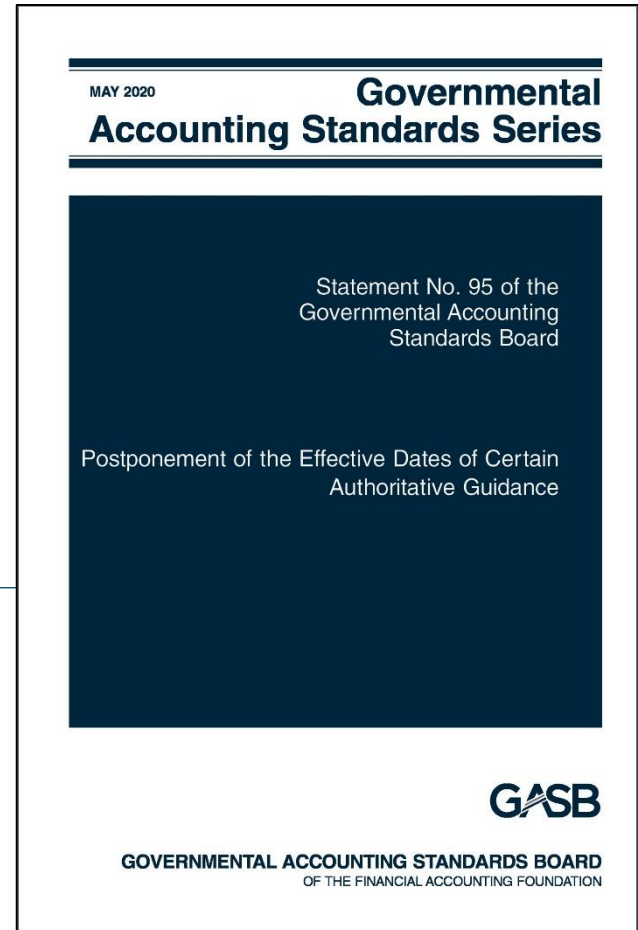 MAY 2020
Governmental
Accounting Standards Series
Statement No. 95 of the
Governmental Accounting
Standards Board
Postponement of the Effective Dates of Certain
Authoritative Guidance
GASB
GOVERNMENTAL ACCOUNTING STANDARDS BOARD
OF THE FINANCIAL ACCOUNTING FOUNDATION